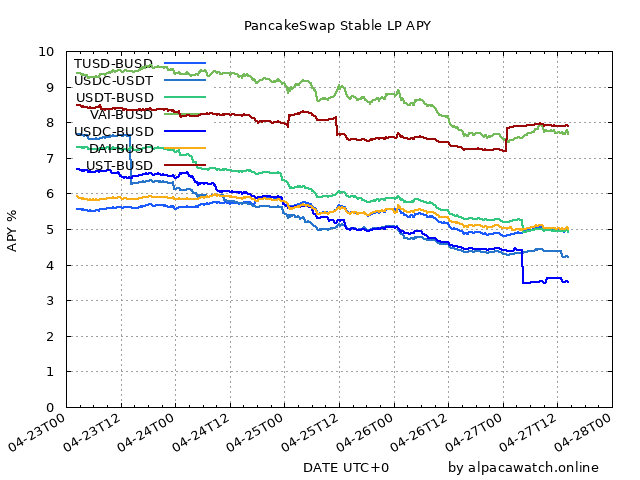 PancakeSwap Stable LP APY
10
9
8
7
6
5
4
3
2
1
0
APY %
TUSD-BUSD
USDC-USDT
USDT-BUSD
VAI-BUSD
USDC-BUSD
DAI-BUSD
UST-BUSD
04-23T00
04-23T12
04-24T00
04-24T12
04-25T00
04-25T12
04-26T00
04-26T12
04-27T00
04-27T12
04-28T00
DATE UTC+0
by alpacawatch.online